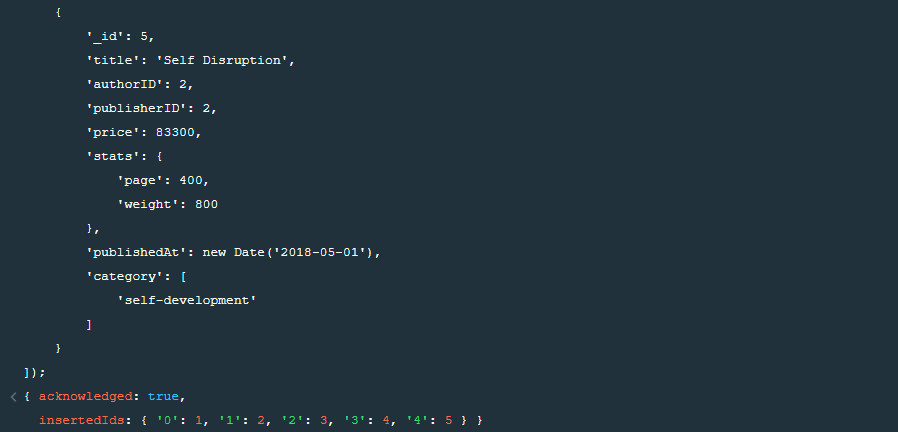 {
'_id': 5,
'title': 'Self Disruption',
'authorID': 2,
'publisherID': 2,
'price': 83300,
'stats': {
'page': 400,
'weight': 800
},
'publishedAt': new Date('2018-05-01'),
'category': [
'self-development'
]
}
]);
< { acknowledged: true,
insertedIds: { '0': 1, '1': 2, '2': 3, '3': 4, '4': 5 } }